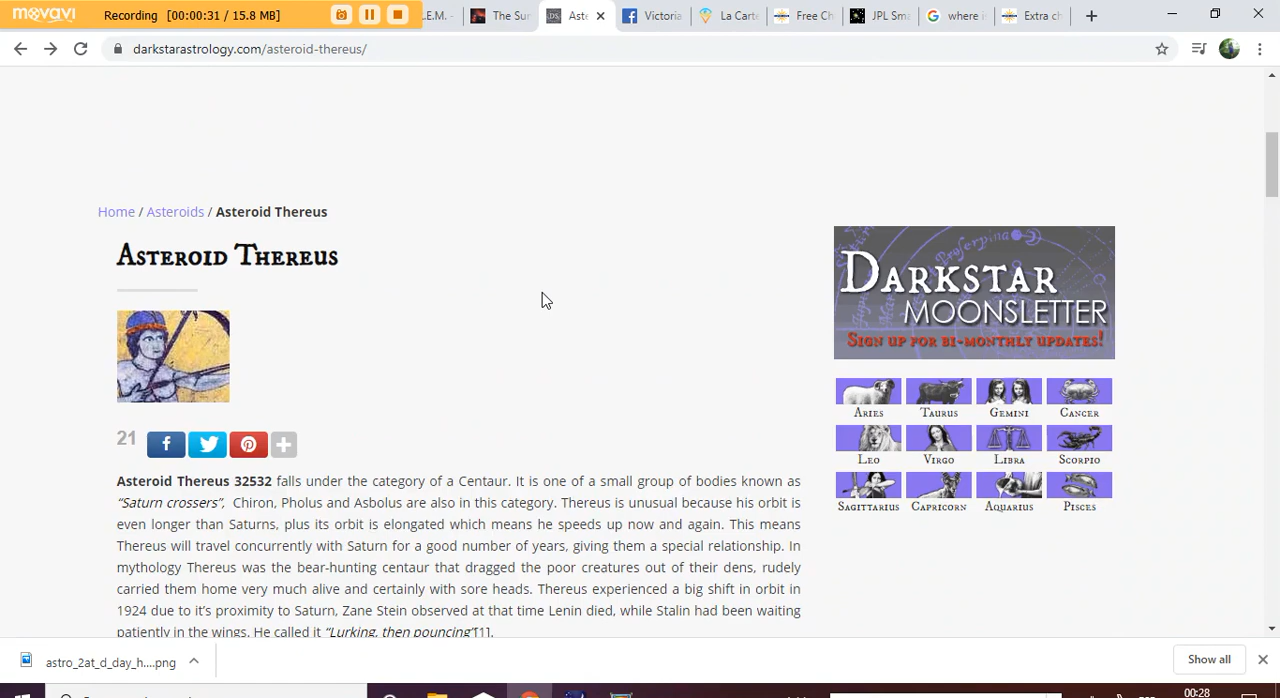 movavi
Recording [00:00:31 / 15.8 MB]
.E.M. -
The Sur
Aste
Victoria
La Carte
Free Ch
JPL Sma
where i
Extra ch
darkstarastrology.com/asteroid-thereus/
Home / Asteroids / Asteroid Thereus
Asteroid Thereus
21
Asteroid Thereus 32532 falls under the category of a Centaur. It is one of a small group of bodies known as
“Saturn crossers”, Chiron, Pholus and Asbolus are also in this category. Thereus is unusual because his orbit is
even longer than Saturns, plus its orbit is elongated which means he speeds up now and again. This means
Thereus will travel concurrently with Saturn for a good number of years, giving them a special relationship. In
mythology Thereus was the bear-hunting centaur that dragged the poor creatures out of their dens, rudely
carried them home very much alive and certainly with sore heads. Thereus experienced a big shift in orbit in
1924 due to it's proximity to Saturn, Zane Stein observed at that time Lenin died, while Stalin had been waiting
patiently in the wings. He called it “Lurking, then pouncing”[1].
Proserpina
Darkstar
Moonsletter
Sign up for bi-monthly updates!
Aries Taurus Gemini Cancer
Leo Virgo Libra Scorpio
Sagittarius Capricorn Aquarius Pisces
astro_2at_d_day_h....png
Show all
00:28